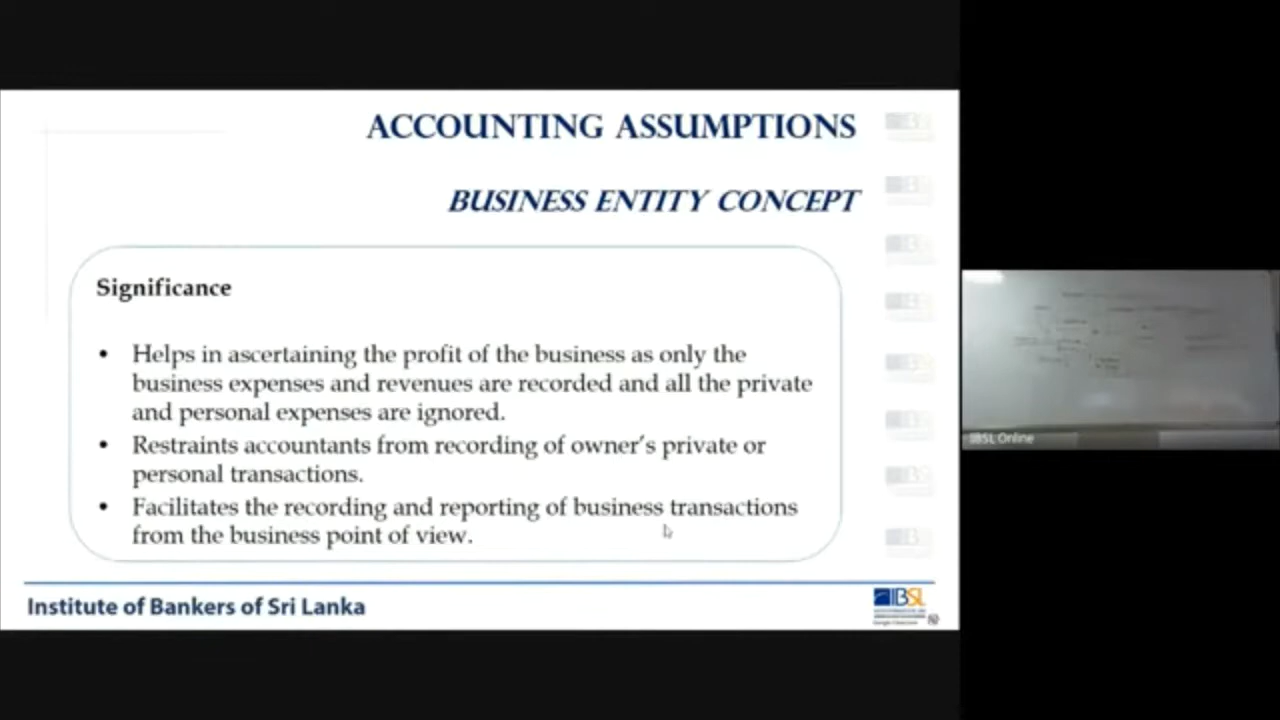 ACCOUNTING ASSUMPTIONS
BUSINESS ENTITY CONCEPT
Significance
• Helps in ascertaining the profit of the business as only the
business expenses and revenues are recorded and all the private
and personal expenses are ignored.
• Restraints accountants from recording of owner's private or
personal transactions.
• Facilitates the recording and reporting of business transactions
from the business point of view.
Institute of Bankers of Sri Lanka
IBSL
IBSL Online